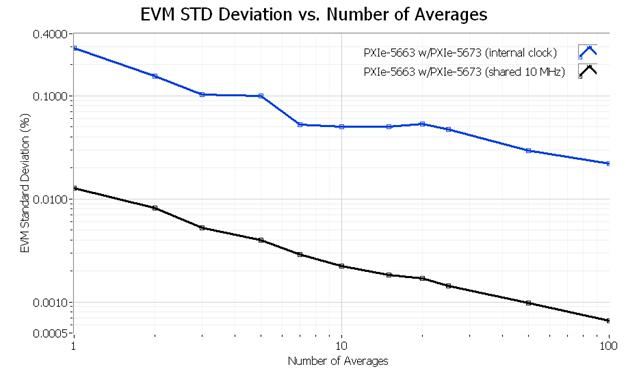 EVM STD Deviation vs. Number of Averages
PXIe-5663 w/PXIe-5673 (internal clock)
PXIe-5663 w/PXIe-5673 (shared 10 MHz)
EVM Standard Deviation (%)
0.4000
0.1000
0.0100
0.0010
0.0005
1
10
100
Number of Averages